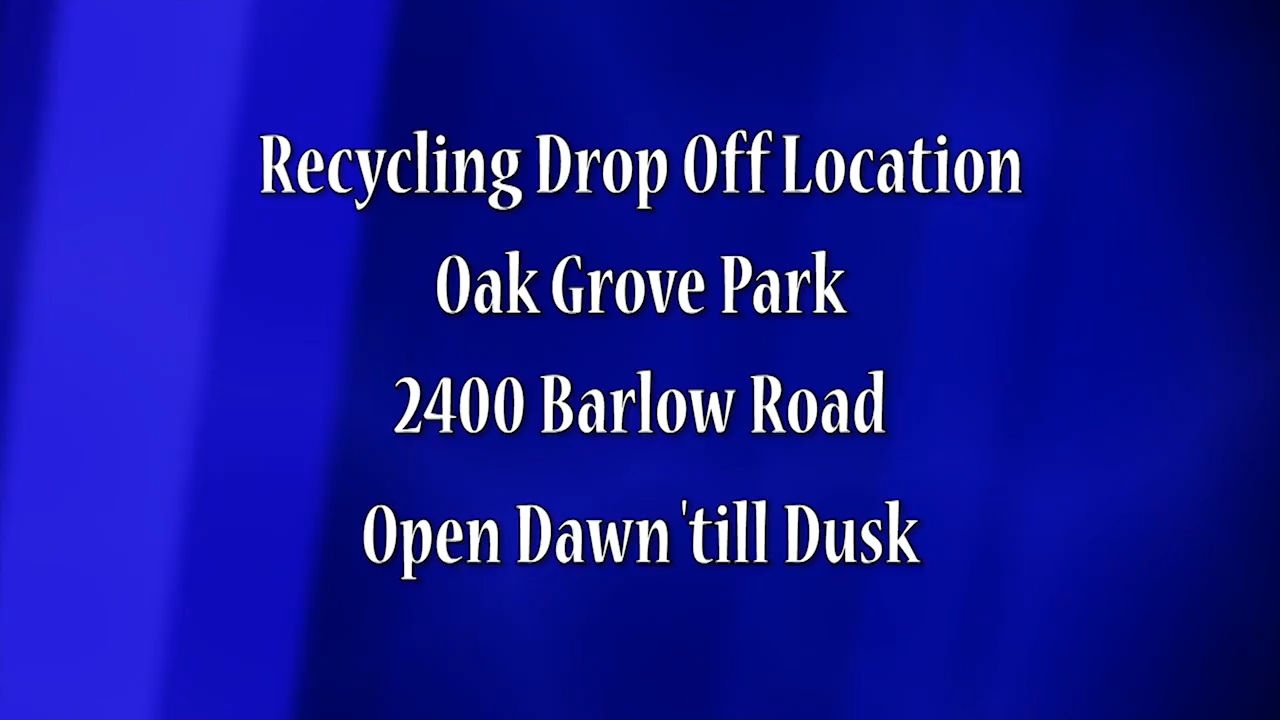 Recycling Drop Off Location
Oak Grove Park
2400 Barlow Road
Open Dawn 'till Dusk